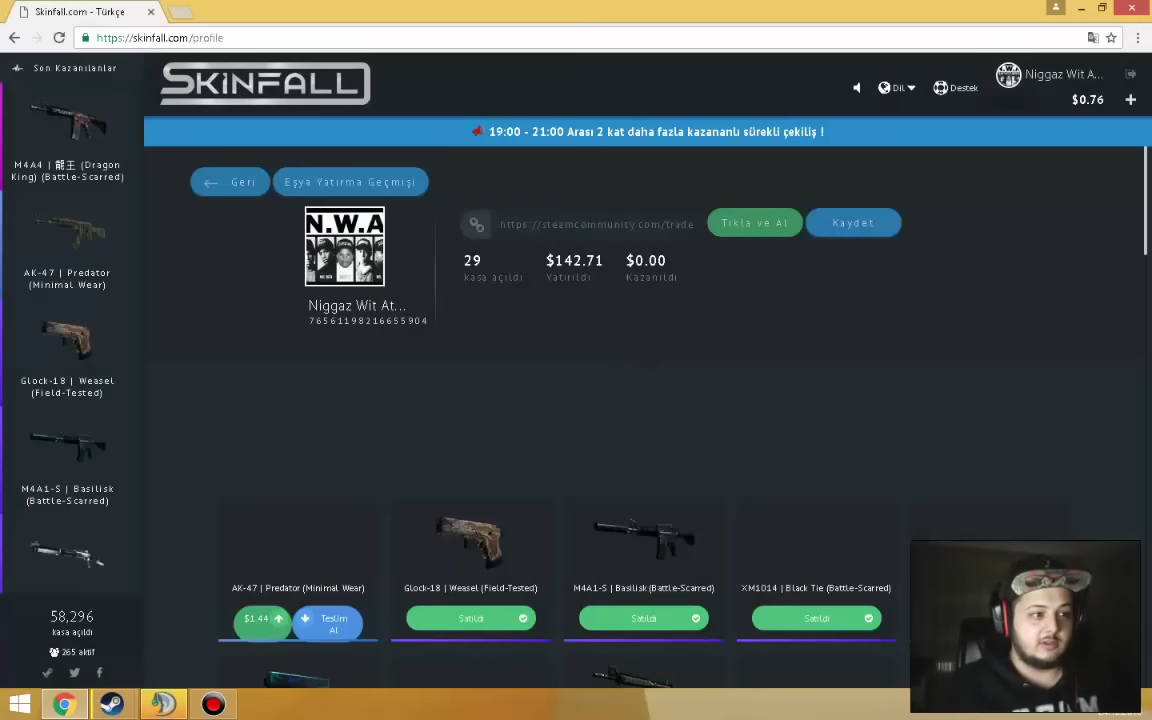 Skinfall.com - Türkçe
https://skinfall.com/profile
Son Kazanılanlar
SKINFALL
Dil
Destek
Niggaz Wit A...
$0.76
19:00 - 21:00 Arası 2 kat daha fazla kazananlı sürekli çekiliş !
M4A4 | 龍王 (Dragon
King) (Battle-Scarred)
AK-47 | Predator
(Minimal Wear)
Glock-18 | Weasel
(Field-Tested)
M4A1-S | Basilisk
(Battle-Scarred)
58,296
kasa açıldı
265 aktif
Geri
Eşya Yatırma Geçmişi
N.W.A
Niggaz Wit At...
76561198216655904
https://steamcommunity.com/trade
Tıkla ve Al
Kaydet
29
kasa açıldı
$142.71
Yatırıldı
$0.00
Kazanıldı
AK-47 | Predator (Minimal Wear)
$1.44
Teslim
Al
Glock-18 | Weasel (Field-Tested)
Satıldı
M4A1-S | Basilisk (Battle-Scarred)
Satıldı
XM1014 | Black Tie (Battle-Scarred)
Satıldı